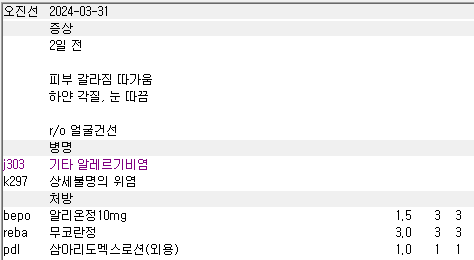 오진선 2024-03-31
증상
2일 전
피부 갈라짐 따가움
하얀 각질, 눈 따끔
r/o 얼굴건선
병명
j303 기타 알레르기비염
k297 상세불명의 위염
처방
bepo 알리온정10mg 1.5 3 3
reba 무코란정 3.0 3 3
pdl 삼아리도멕스로션(외용) 1.0 1 1